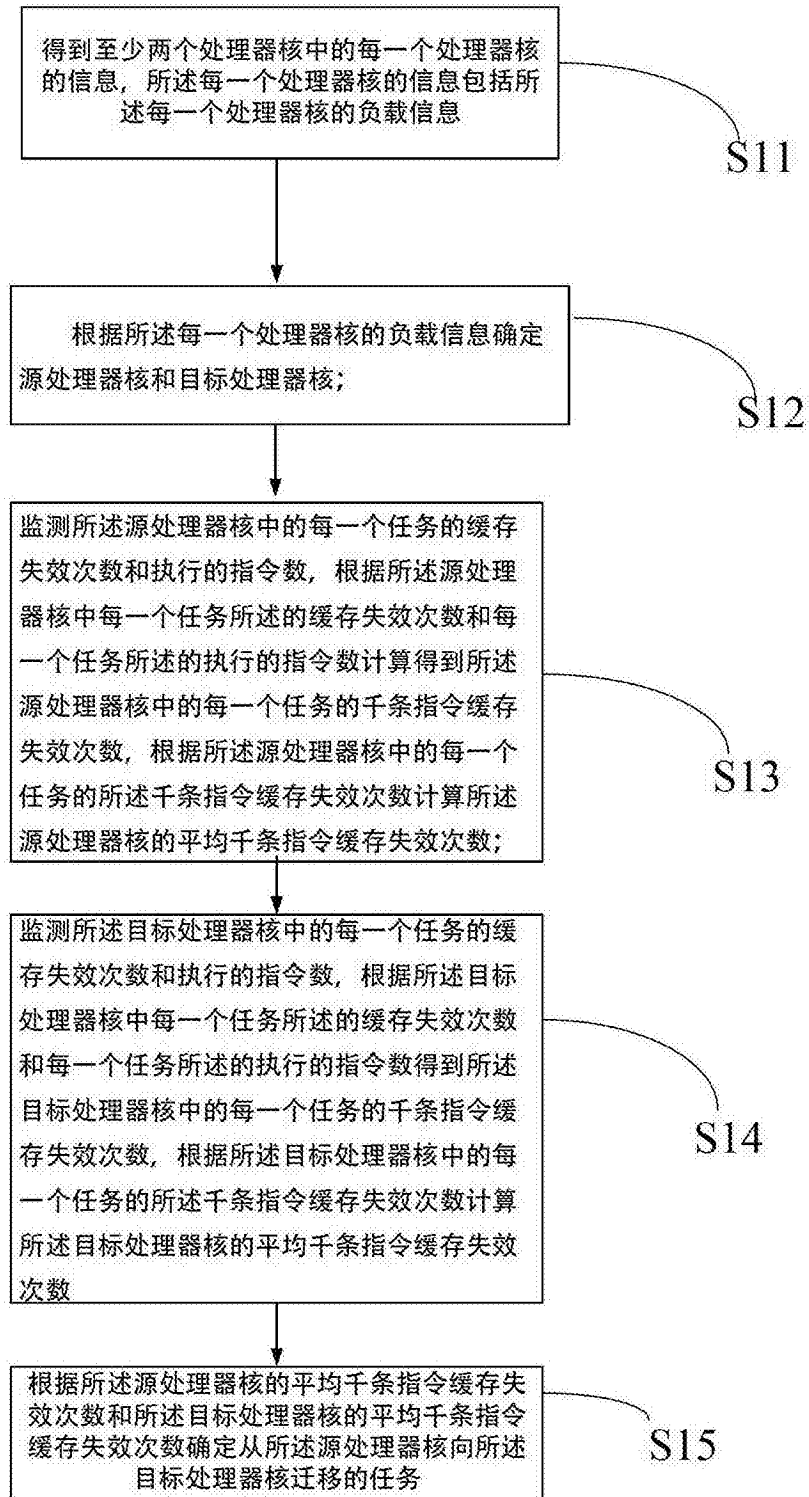 得到至少两个处理器核中的每一个处理器核
的信息，所述每一个处理器核的信息包括所
述每一个处理器核的负载信息
S11
根据所述每一个处理器核的负载信息确定
源处理器核和目标处理器核；
S12
监测所述源处理器核中的每一个任务的缓存
失效次数和执行的指令数，根据所述源处理
器核中每一个任务所述的缓存失效次数和每
一个任务所述的执行的指令数计算得到所述
源处理器核中的每一个任务的千条指令缓存
失效次数，根据所述源处理器核中的每一个
任务的所述千条指令缓存失效次数计算所述
源处理器核的平均千条指令缓存失效次数；
S13
监测所述目标处理器核中的每一个任务的缓
存失效次数和执行的指令数，根据所述目标
处理器核中每一个任务所述的缓存失效次数
和每一个任务所述的执行的指令数得到所述
目标处理器核中的每一个任务的千条指令缓
存失效次数，根据所述目标处理器核中的每
一个任务的所述千条指令缓存失效次数计算
所述目标处理器核的平均千条指令缓存失效
次数
S14
根据所述源处理器核的平均千条指令缓存失
效次数和所述目标处理器核的平均千条指令
缓存失效次数确定从所述源处理器核向所述
目标处理器核迁移的任务
S15